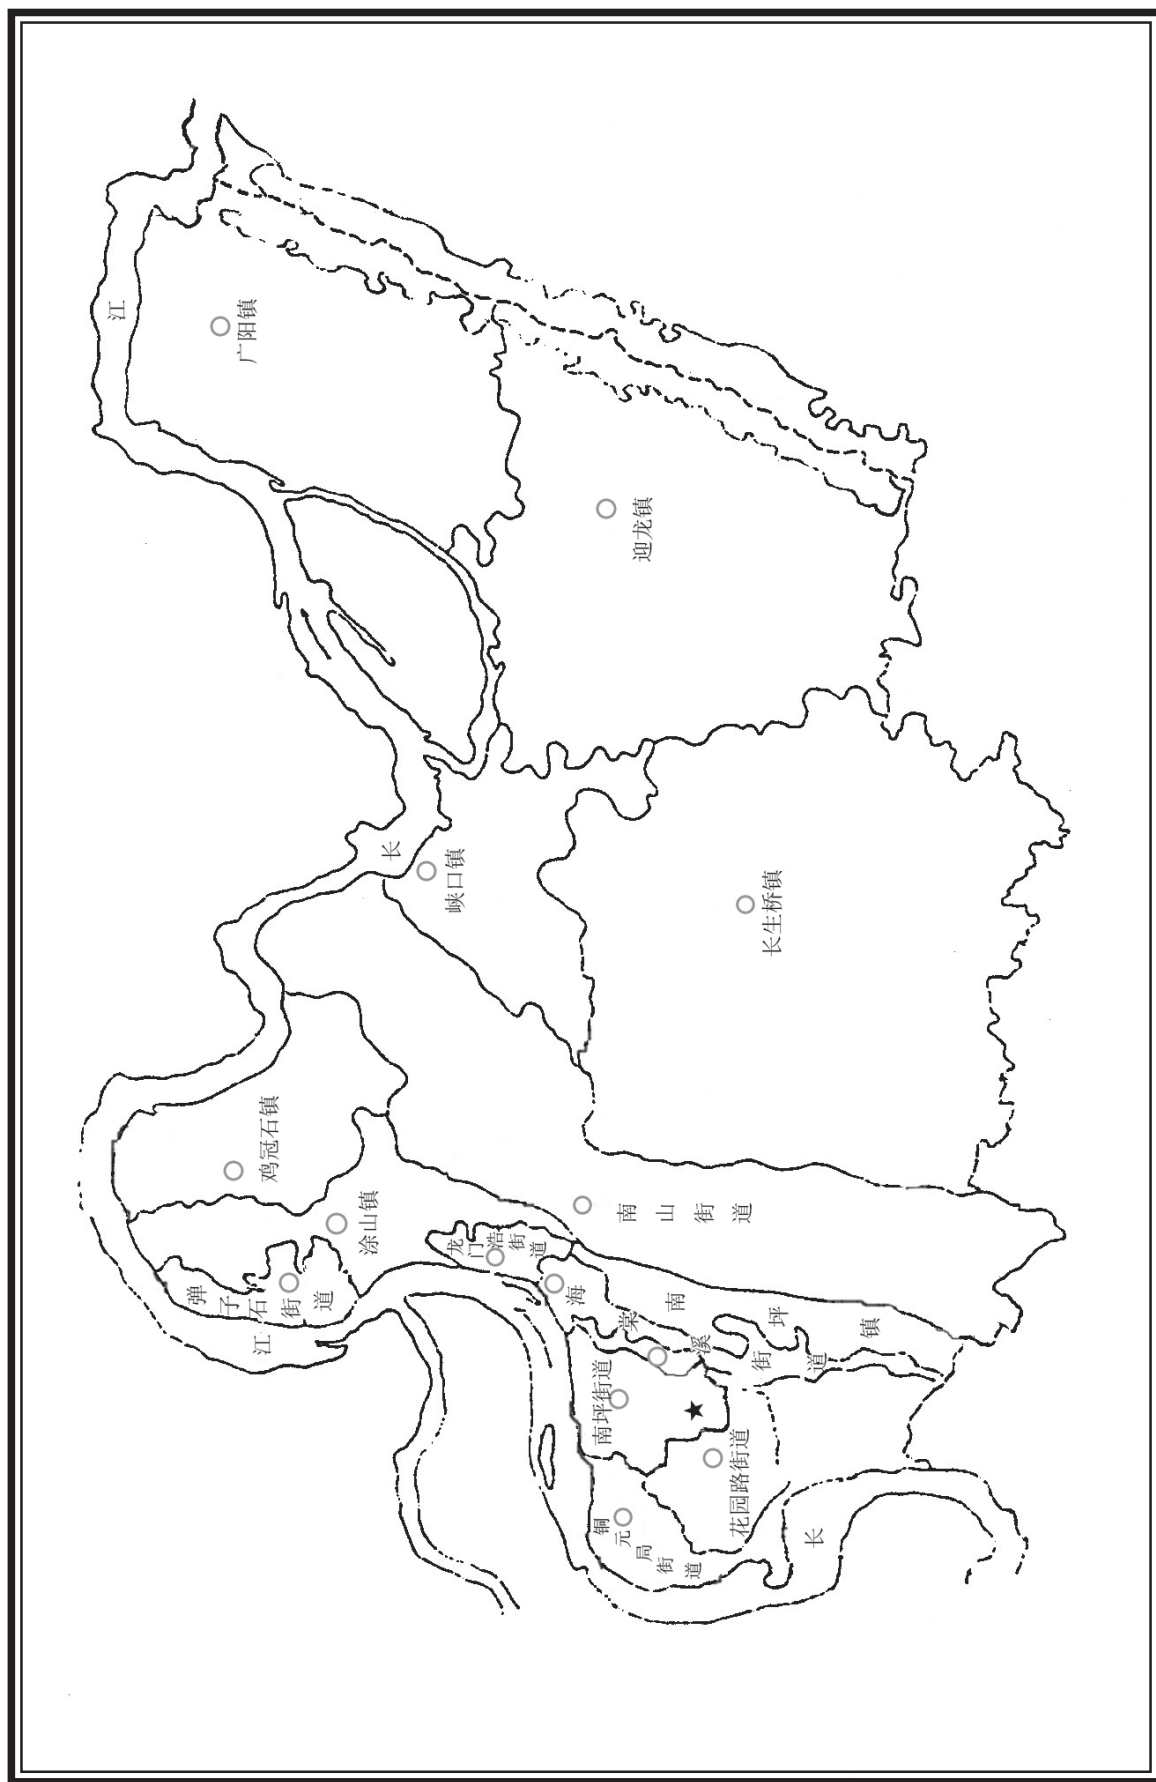 江
广阳镇
迎龙镇
长
峡口镇
长生桥镇
鸡冠石镇
涂山镇
南山街道
龙门浩街道
弹子石街道
江
海棠溪街道
南坪镇
南坪街道
花园路街道
铜元局街道
长